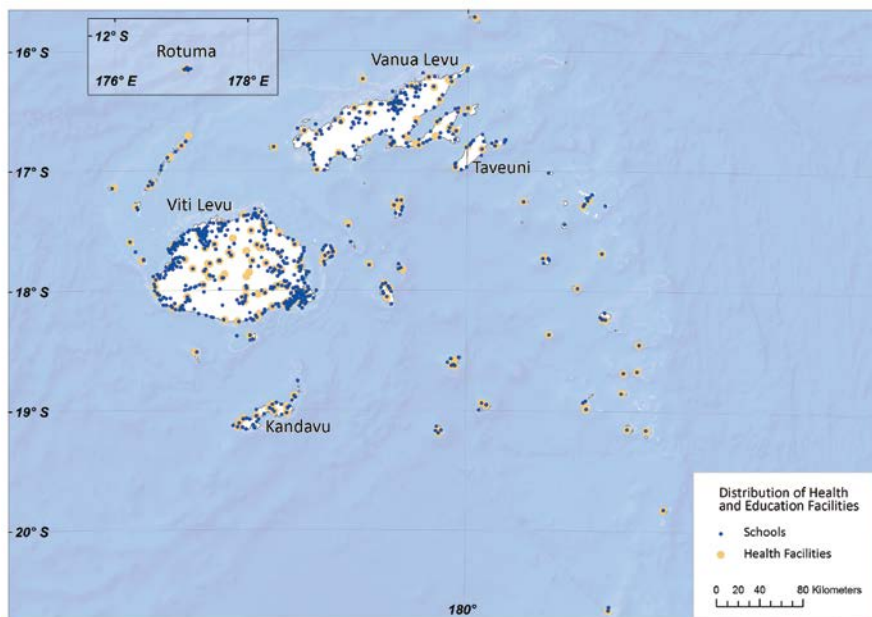 12° S
Rotuma
176° E
178° E
Vanua Levu
16° S
17° S
Taveuni
Viti Levu
18° S
19° S
Kandavu
20° S
180°
Distribution of Health
and Education Facilities
Schools
Health Facilities
0 20 40 80 Kilometers